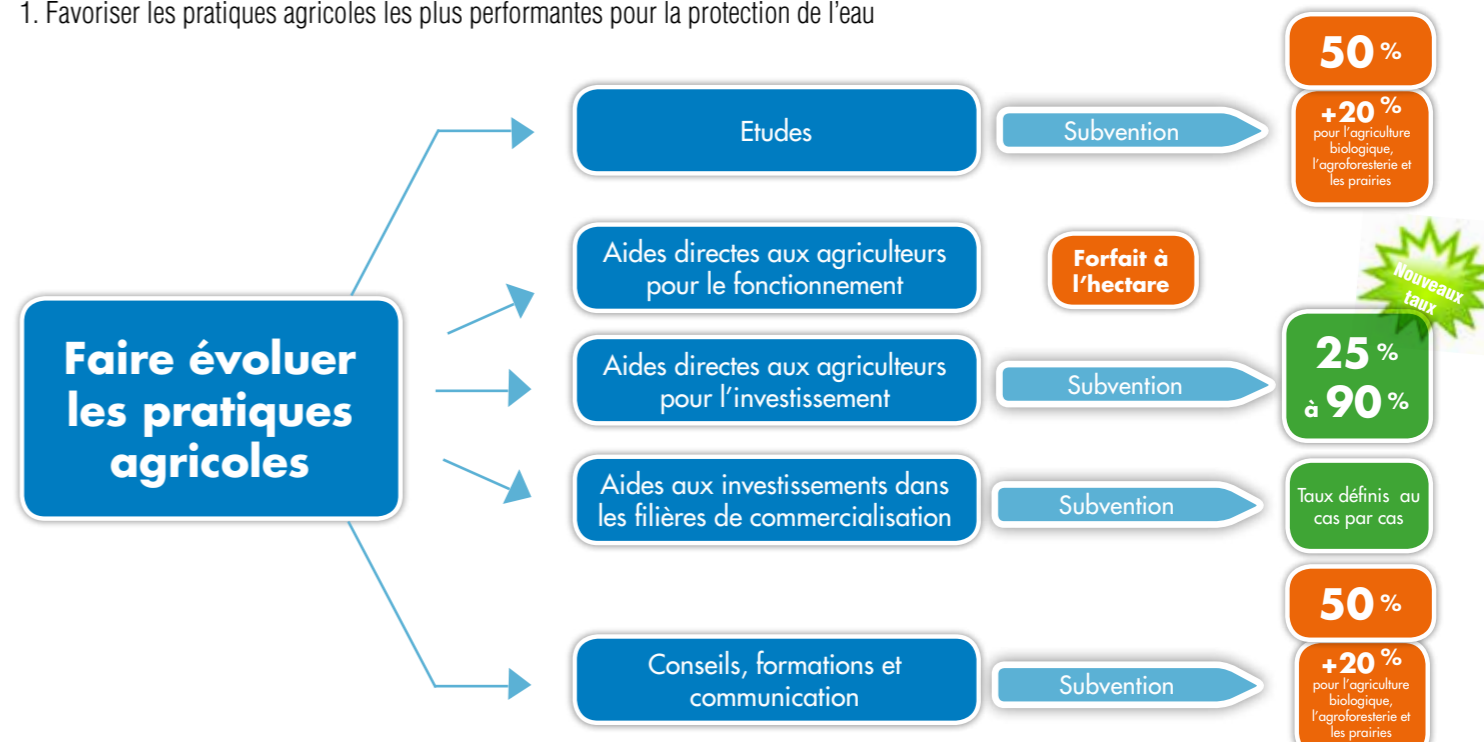 1. Favoriser les pratiques agricoles les plus performantes pour la protection de l'eau
Faire évoluer
les pratiques
agricoles
Etudes
Subvention
50 %
+20 %
pour l'agriculture
biologique,
l'agroforesterie et
les prairies
Aides directes aux agriculteurs
pour le fonctionnement
Forfait à
l'hectare
Nouveaux
taux
Aides directes aux agriculteurs
pour l'investissement
Subvention
25 %
à 90 %
Aides aux investissements dans
les filières de commercialisation
Subvention
Taux définis au
cas par cas
Conseils, formations et
communication
Subvention
50 %
+20 %
pour l'agriculture
biologique,
l'agroforesterie et
les prairies